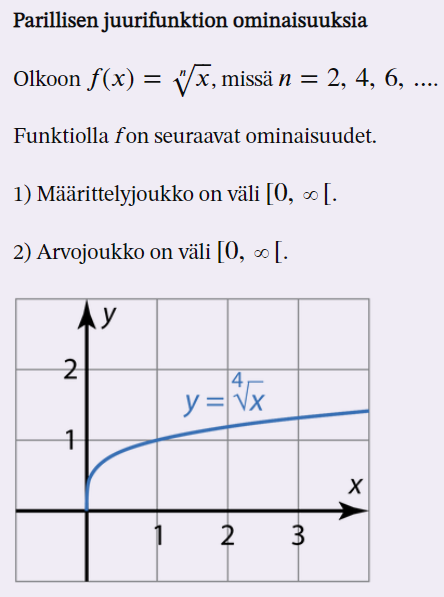 Parillisen juurifunktion ominaisuuksia
Olkoon f(x) = ⁿ√x, missä n = 2, 4, 6, ....
Funktiolla f on seuraavat ominaisuudet.
1) Määrittelyjoukko on väli [0, ∞[.
2) Arvojoukko on väli [0, ∞[.
y
2
y = ⁴√x
1
x
1 2 3